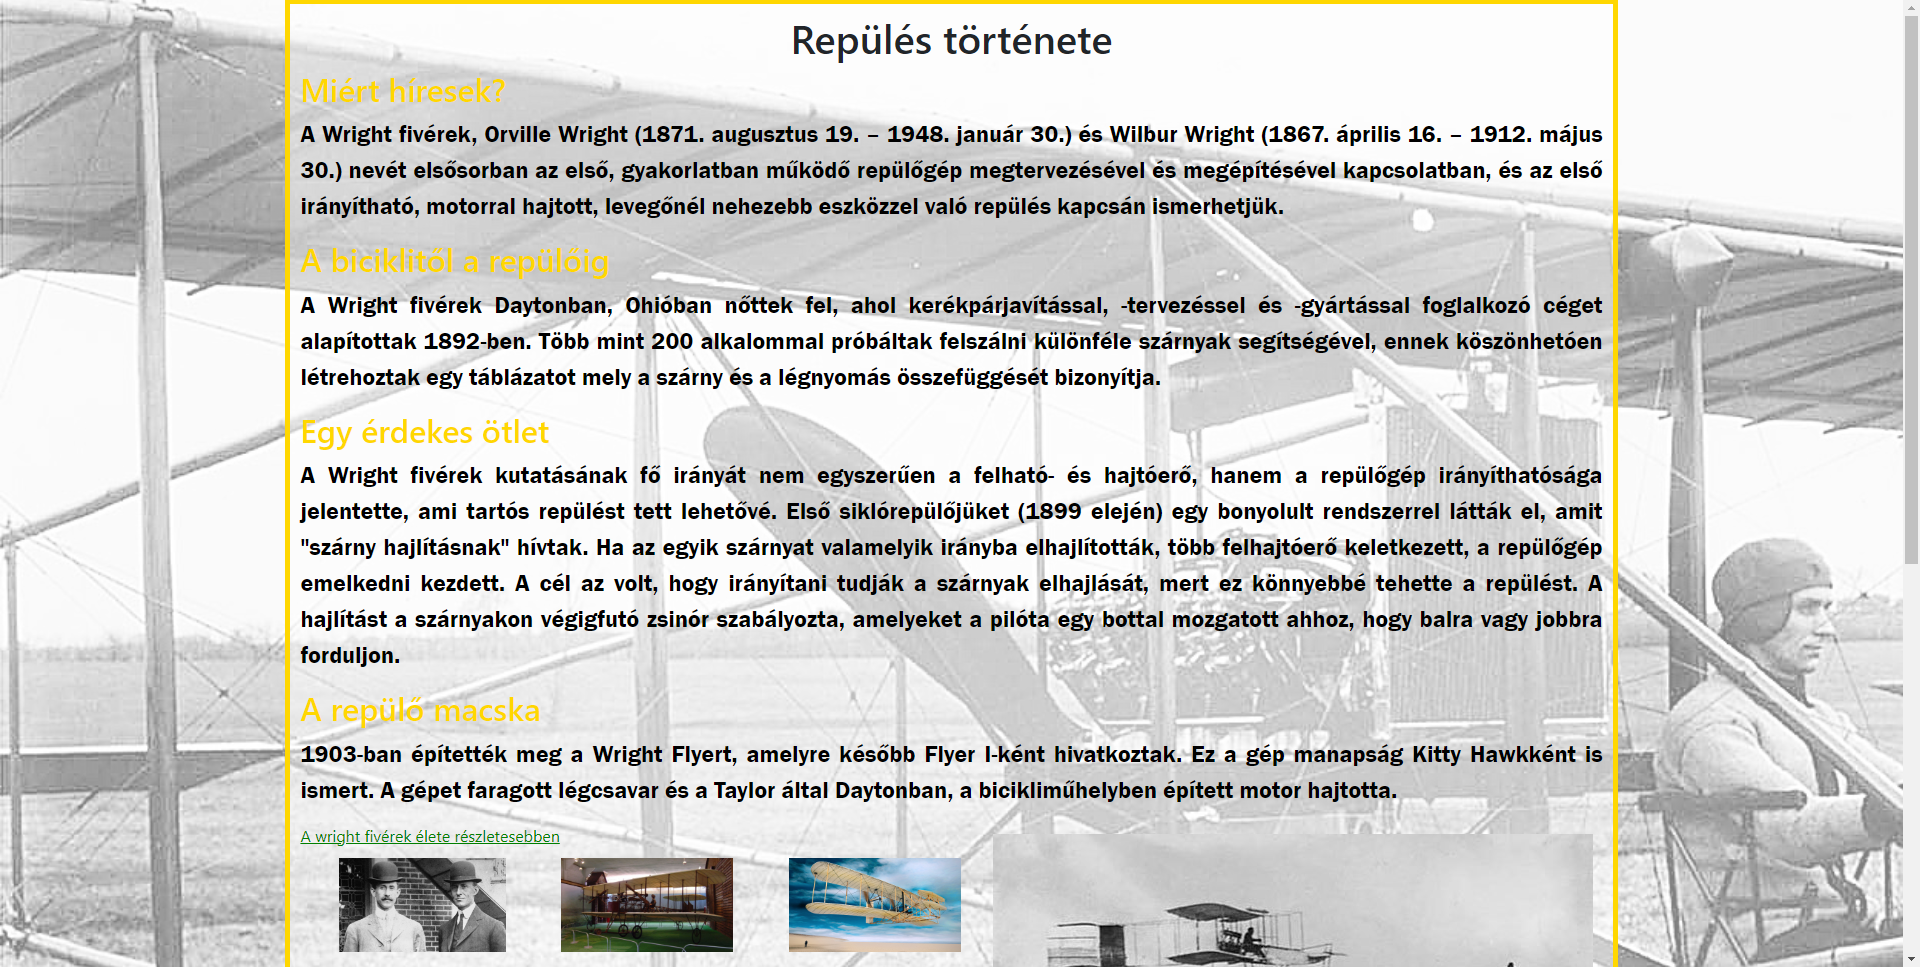 Repülés története
Miért híresek?
A Wright fivérek, Orville Wright (1871. augusztus 19. – 1948. január 30.) és Wilbur Wright (1867. április 16. – 1912. május
30.) nevét elsősorban az első, gyakorlatban működő repülőgép megtervezésével és megépítésével kapcsolatban, és az első
irányítható, motorral hajtott, levegőnél nehezebb eszközzel való repülés kapcsán ismerhetjük.
A biciklitől a repülőig
A Wright fivérek Daytonban, Ohióban nőttek fel, ahol kerékpárjavítással, -tervezéssel és -gyártással foglalkozó céget
alapítottak 1892-ben. Több mint 200 alkalommal próbáltak felszálni különféle szárnyak segítségével, ennek köszönhetóen
létrehoztak egy táblázatot mely a szárny és a légnyomás összefüggését bizonyítja.
Egy érdekes ötlet
A Wright fivérek kutatásának fő irányát nem egyszerűen a felható- és hajtóerő, hanem a repülőgép irányíthatósága
jelentette, ami tartós repülést tett lehetővé. Első siklórepülőjüket (1899 elején) egy bonyolult rendszerrel látták el, amit
"szárny hajlításnak" hívtak. Ha az egyik szárnyat valamelyik irányba elhajlították, több felhajtóerő keletkezett, a repülőgép
emelkedni kezdett. A cél az volt, hogy irányítani tudják a szárnyak elhajlását, mert ez könnyebbé tehette a repülést. A
hajlítást a szárnyakon végigfutó zsinór szabályozta, amelyeket a pilóta egy bottal mozgatott ahhoz, hogy balra vagy jobbra
forduljon.
A repülő macska
1903-ban építették meg a Wright Flyert, amelyre később Flyer I-ként hivatkoztak. Ez a gép manapság Kitty Hawkként is
ismert. A gépet faragott légcsavar és a Taylor által Daytonban, a bicikliműhelyben épített motor hajtotta.
A wright fivérek élete részletesebben